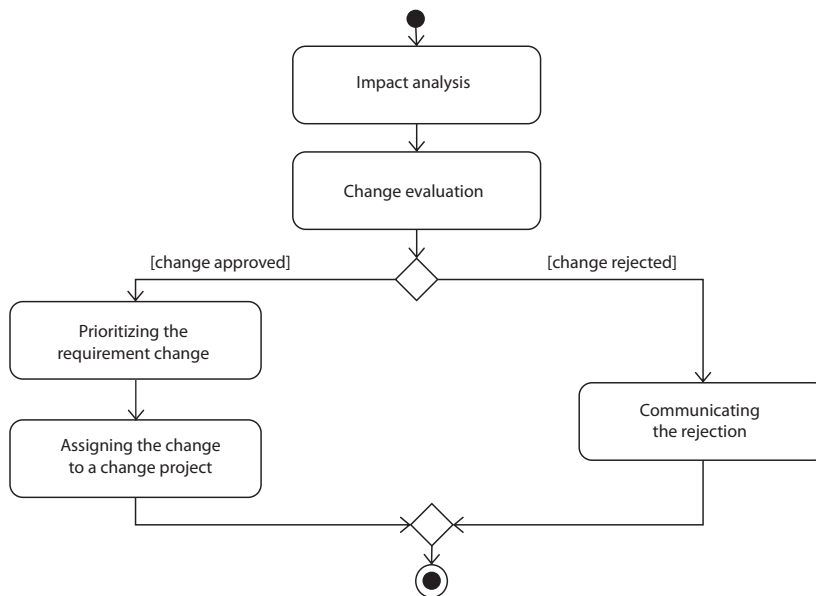 Impact analysis
Change evaluation
[change approved]
[change rejected]
Prioritizing the
requirement change
Communicating
the rejection
Assigning the change
to a change project